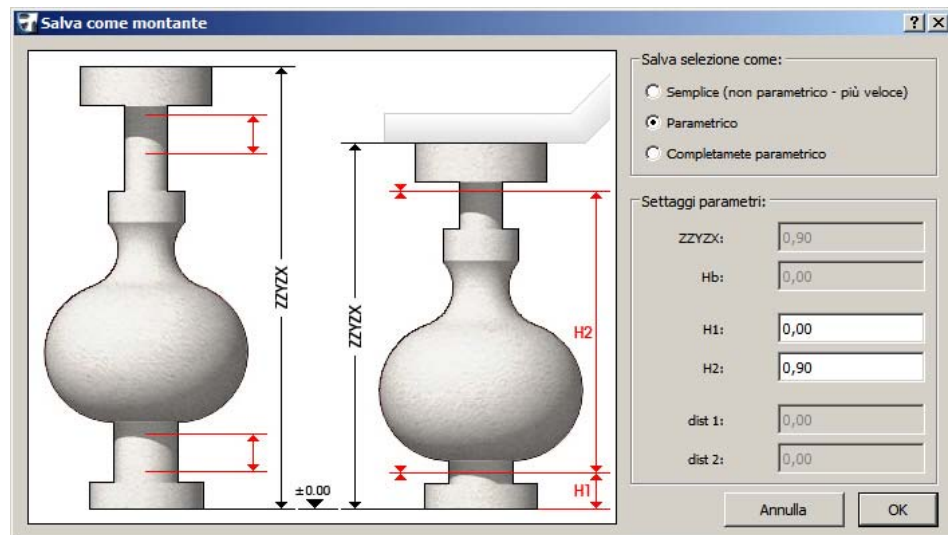 Salva come montante
ZZYZX
ZZYZX
H2
H1
±0.00
Salva selezione come:
Semplice (non parametrico - più veloce)
Parametrico
Completamete parametrico
Settaggi parametri:
ZZYZX: 0,90
Hb: 0,00
H1: 0,00
H2: 0,90
dist 1: 0,00
dist 2: 0,00
Annulla OK